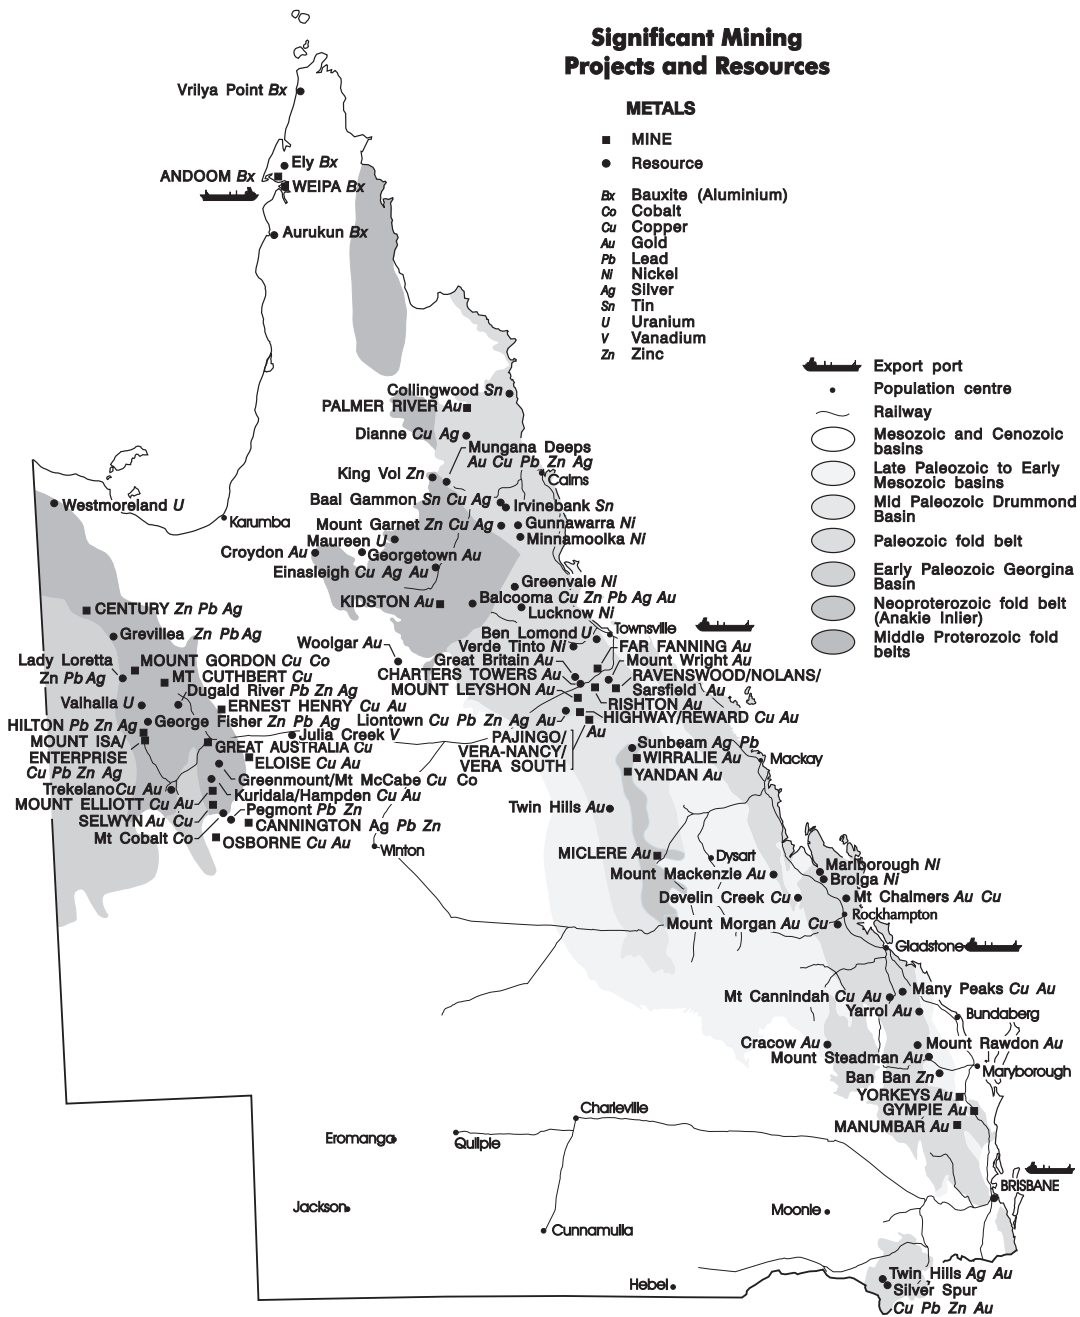 Significant Mining
Projects and Resources
METALS
MINE
Resource
Bx Bauxite (Aluminium)
Co Cobalt
Cu Copper
Au Gold
Pb Lead
Ni Nickel
Ag Silver
Sn Tin
U Uranium
V Vanadium
Zn Zinc
Export port
Population centre
Railway
Mesozoic and Cenozoic
basins
Late Paleozoic to Early
Mesozoic basins
Mid Paleozoic Drummond
Basin
Paleozoic fold belt
Early Paleozoic Georgina
Basin
Neoproterozoic fold belt
(Anakie Inlier)
Middle Proterozoic fold
belts
Vrilya Point Bx
Ely Bx
ANDOOM Bx
WEIPA Bx
Aurukun Bx
Collingwood Sn
PALMER RIVER Au
Dianne Cu Ag
Mungana Deeps
Au Cu Pb Zn Ag
King Vol Zn
Cairns
Baal Gammon Sn Cu Ag
Irvinebank Sn
Westmoreland U
Karumba
Mount Garnet Zn Cu Ag
Gunnawarra Ni
Maureen U
Minnamoolka Ni
Croydon Au
Georgetown Au
Einasleigh Cu Ag Au
Greenvale Ni
KIDSTON Au
Balcooma Cu Zn Pb Ag Au
Lucknow Ni
CENTURY Zn Pb Ag
Grevillea Zn Pb Ag
Woolgar Au
Ben Lomond U
Townsville
Verde Tinto Ni
FAR FANNING Au
Lady Loretta
Zn Pb Ag
MOUNT GORDON Cu Co
MT CUTHBERT Cu
Great Britain Au
Mount Wright Au
CHARTERS TOWERS Au
RAVENSWOOD/NOLANS/
Sarsfield Au
Dugald River Pb Zn Ag
MOUNT LEYSHON Au
Valhalla U
ERNEST HENRY Cu Au
RISHTON Au
HILTON Pb Zn Ag
George Fisher Zn Pb Ag
Liontown Cu Pb Zn Ag Au
HIGHWAY/REWARD Cu Au
Julia Creek V
PAJINGO/
VERA-NANCY/
VERA SOUTH
Au
MOUNT ISA/
ENTERPRISE
Cu Pb Zn Ag
GREAT AUSTRALIA Cu
ELOISE Cu Au
Sunbeam Ag Pb
WIRRALIE Au
Mackay
YANDAN Au
Greenmount/Mt McCabe Cu Co
Trekelano Cu Au
Kuridala/Hampden Cu Au
MOUNT ELLIOTT Cu Au
Pegmont Pb Zn
Twin Hills Au
SELWYN Au Cu
CANNINGTON Ag Pb Zn
Mt Cobalt Co
OSBORNE Cu Au
Winton
MICLERE Au
Dysart
Mount Mackenzie Au
Marlborough Ni
Brolga Ni
Develin Creek Cu
Mt Chalmers Au Cu
Rockhampton
Mount Morgan Au Cu
Gladstone
Many Peaks Cu Au
Mt Cannindah Cu Au
Yarrol Au
Bundaberg
Cracow Au
Mount Rawdon Au
Mount Steadman Au
Maryborough
Ban Ban Zn
YORKEYS Au
GYMPIE Au
MANUMBAR Au
Charleville
Eromanga
Quilpie
BRISBANE
Jackson
Moonie
Cunnamulla
Hebel
Twin Hills Ag Au
Silver Spur
Cu Pb Zn Au